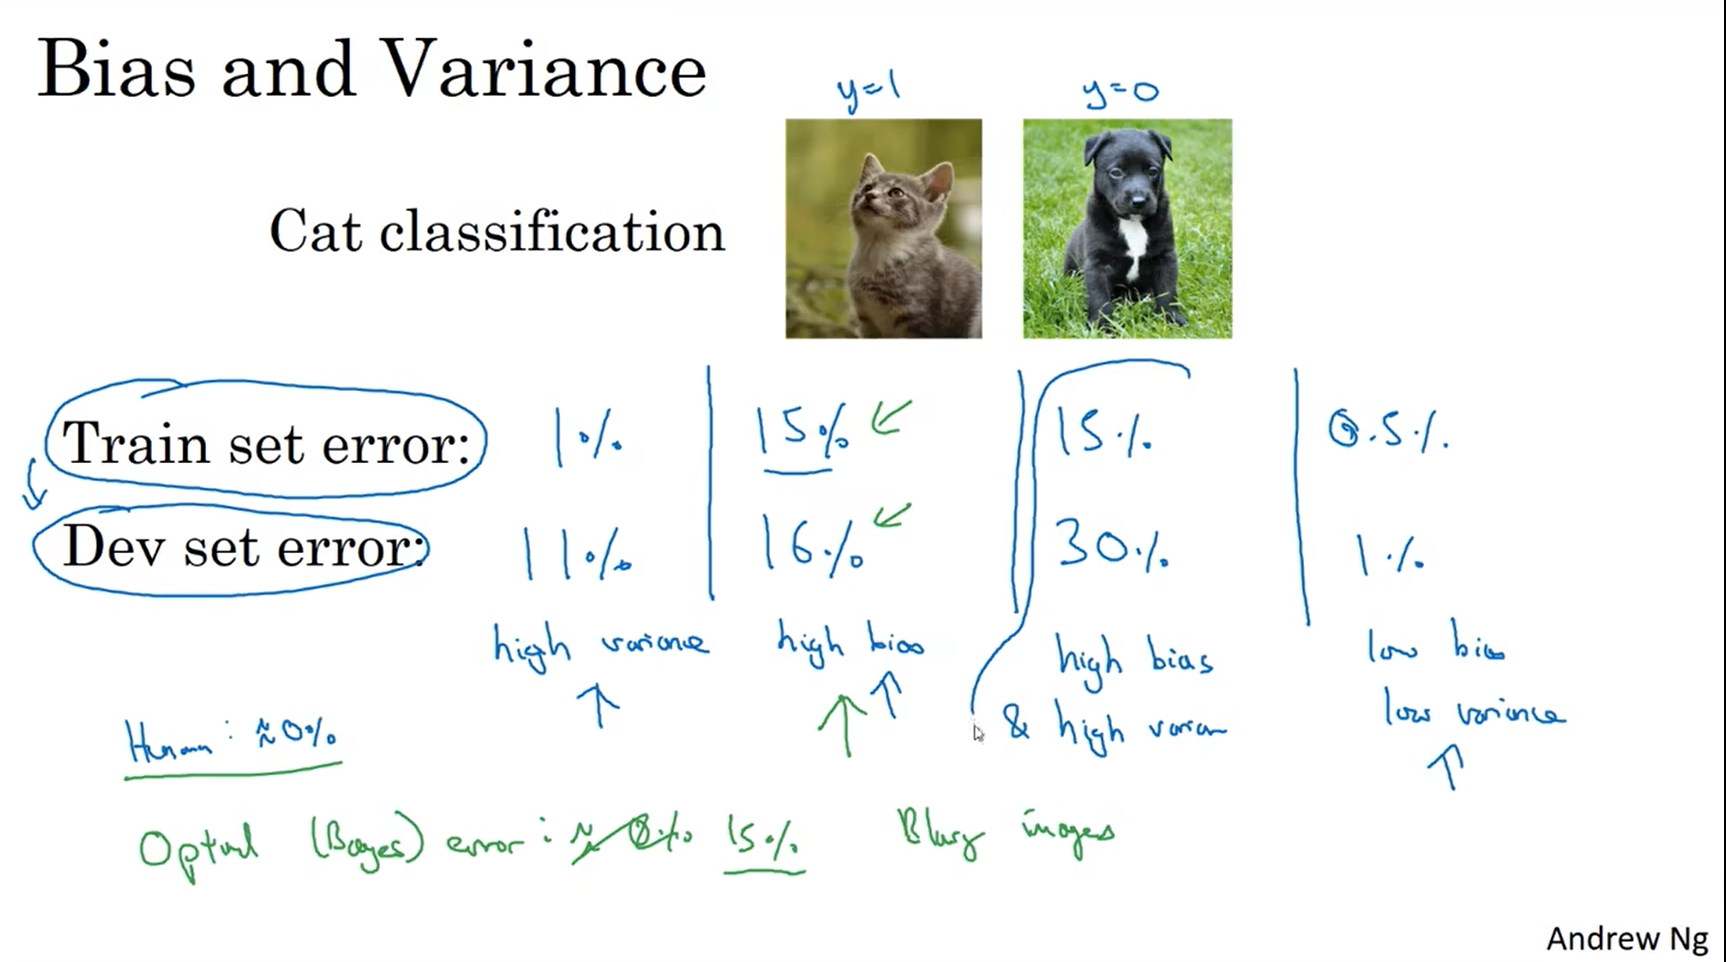 Bias and Variance
y=1 y=0
Cat classification
Train set error: 1% 15% 15% 0.5%
Dev set error: 11% 16% 30% 1%
high variance high bias high bias low bias
& high varian low variance
Human: ≈0%
Optimal (Bayes) error: ≈0% 15% Blurry images
Andrew Ng